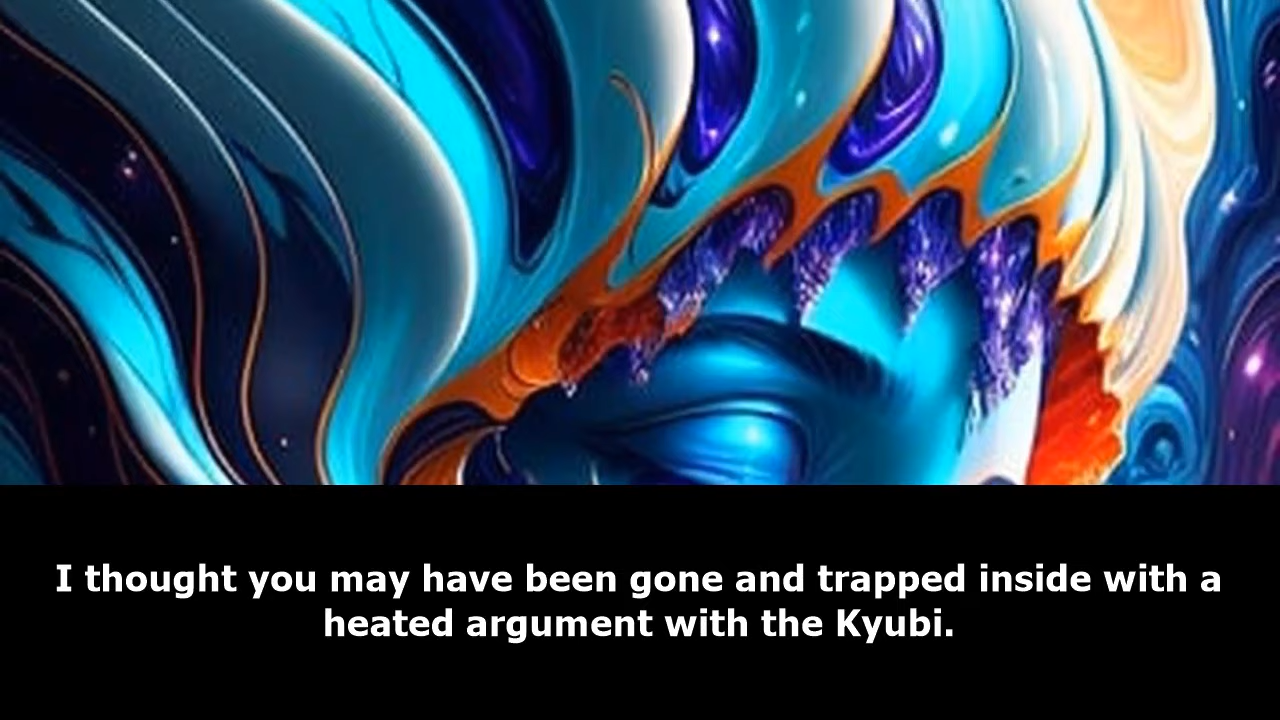 I thought you may have been gone and trapped inside with a
heated argument with the Kyubi.